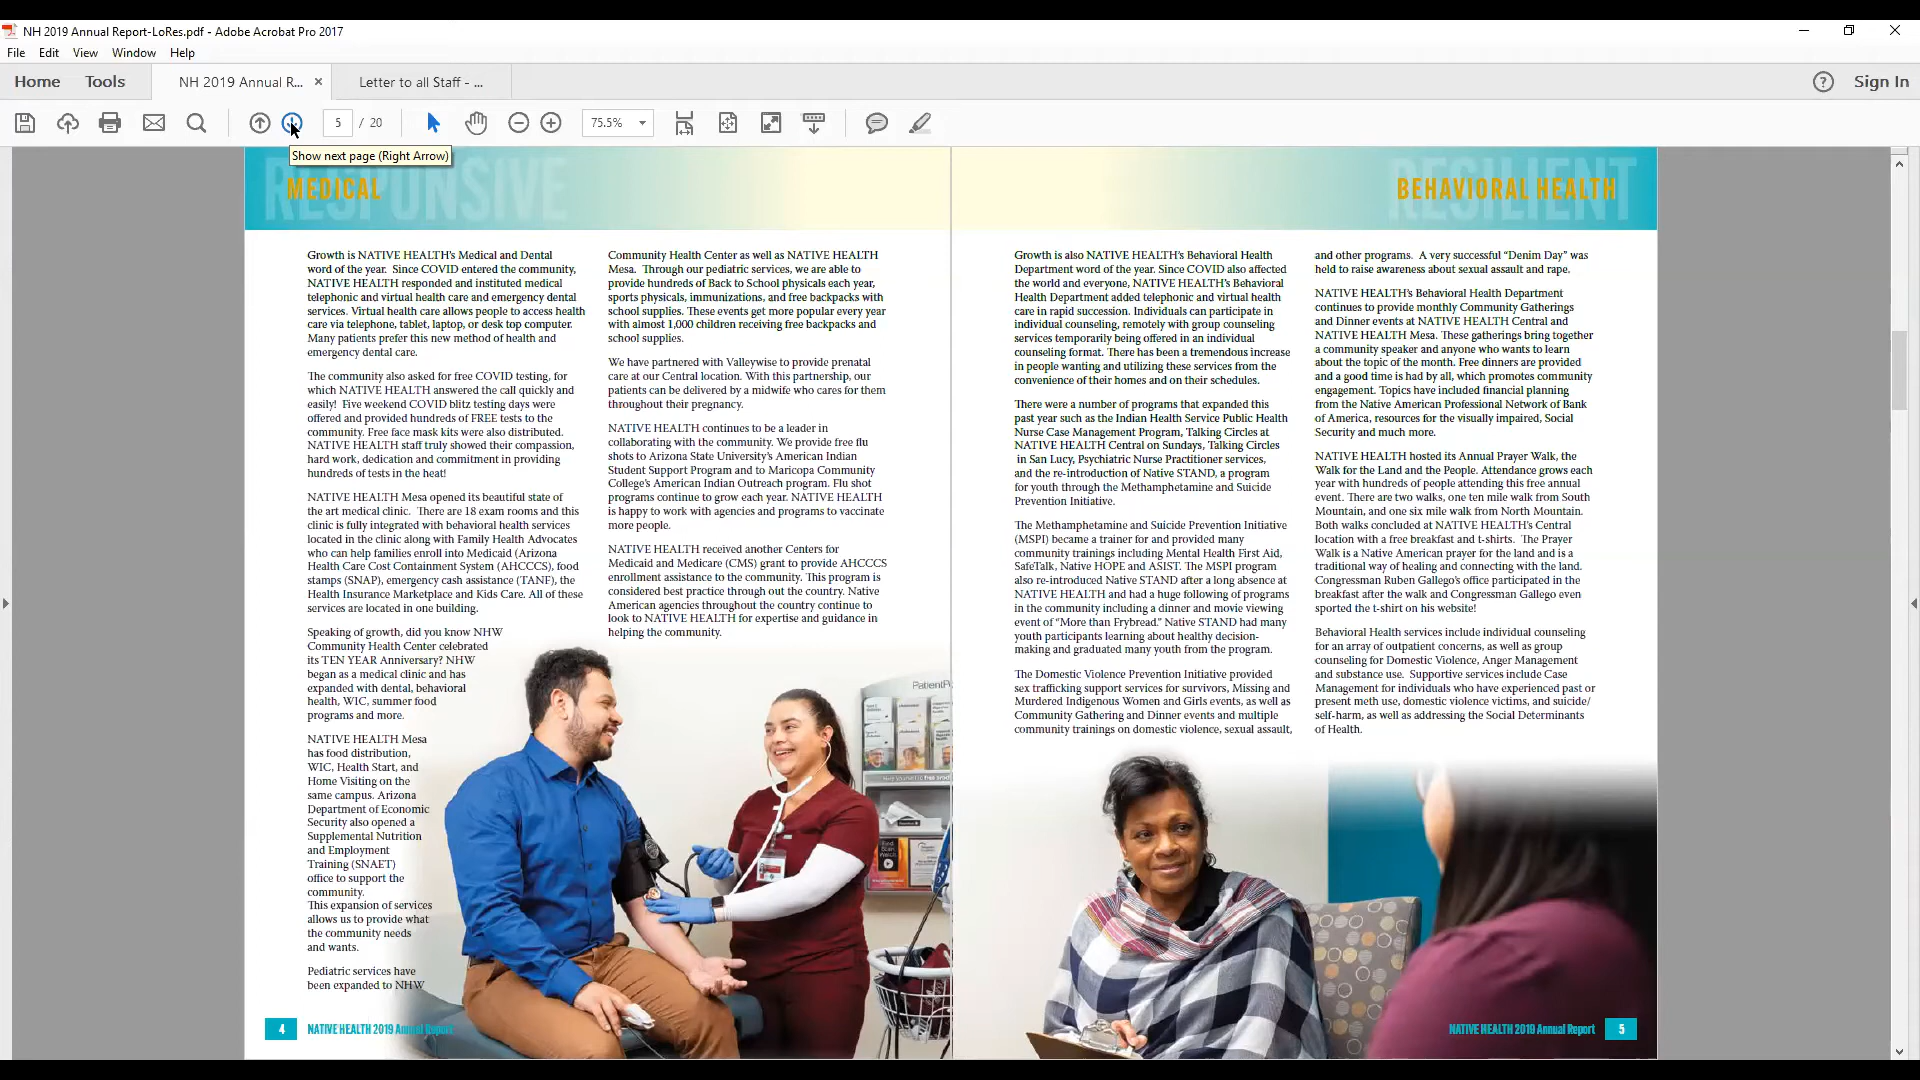 NH 2019 Annual Report-LoRes.pdf - Adobe Acrobat Pro 2017
File Edit View Window Help
Home Tools NH 2019 Annual R... × Letter to all Staff - ... Sign In
5 / 20 75.5%
Show next page (Right Arrow)
RESPONSIVE
MEDICAL
Growth is NATIVE HEALTH's Medical and Dental
word of the year. Since COVID entered the community,
NATIVE HEALTH responded and instituted medical
telephonic and virtual health care and emergency dental
services. Virtual health care allows people to access health
care via telephone, tablet, laptop, or desk top computer.
Many patients prefer this new method of health and
emergency dental care.
The community also asked for free COVID testing, for
which NATIVE HEALTH answered the call quickly and
easily! Five weekend COVID blitz testing days were
offered and provided hundreds of FREE tests to the
community. Free face mask kits were also distributed.
NATIVE HEALTH staff truly showed their compassion,
hard work, dedication and commitment in providing
hundreds of tests in the heat!
NATIVE HEALTH Mesa opened its beautiful state of
the art medical clinic. There are 18 exam rooms and this
clinic is fully integrated with behavioral health services
located in the clinic along with Family Health Advocates
who can help families enroll into Medicaid (Arizona
Health Care Cost Containment System (AHCCCS), food
stamps (SNAP), emergency cash assistance (TANF), the
Health Insurance Marketplace and Kids Care. All of these
services are located in one building.
Speaking of growth, did you know NHW
Community Health Center celebrated
its TEN YEAR Anniversary? NHW
began as a medical clinic and has
expanded with dental, behavioral
health, WIC, summer food
programs and more.
NATIVE HEALTH Mesa
has food distribution,
WIC, Health Start, and
Home Visiting on the
same campus. Arizona
Department of Economic
Security also opened a
Supplemental Nutrition
and Employment
Training (SNAET)
office to support the
community.
This expansion of services
allows us to provide what
the community needs
and wants.
Pediatric services have
been expanded to NHW
Community Health Center as well as NATIVE HEALTH
Mesa. Through our pediatric services, we are able to
provide hundreds of Back to School physicals each year,
sports physicals, immunizations, and free backpacks with
school supplies. These events get more popular every year
with almost 1,000 children receiving free backpacks and
school supplies.
We have partnered with Valleywise to provide prenatal
care at our Central location. With this partnership, our
patients can be delivered by a midwife who cares for them
throughout their pregnancy.
NATIVE HEALTH continues to be a leader in
collaborating with the community. We provide free flu
shots to Arizona State University's American Indian
Student Support Program and to Maricopa Community
College's American Indian Outreach program. Flu shot
programs continue to grow each year. NATIVE HEALTH
is happy to work with agencies and programs to vaccinate
more people.
NATIVE HEALTH received another Centers for
Medicaid and Medicare (CMS) grant to provide AHCCCS
enrollment assistance to the community. This program is
considered best practice through out the country. Native
American agencies throughout the country continue to
look to NATIVE HEALTH for expertise and guidance in
helping the community.
4 NATIVE HEALTH 2019 Annual Report
RESILIENT
BEHAVIORAL HEALTH
Growth is also NATIVE HEALTH's Behavioral Health
Department word of the year. Since COVID also affected
the world and everyone, NATIVE HEALTH's Behavioral
Health Department added telephonic and virtual health
care in rapid succession. Individuals can participate in
individual counseling, remotely with group counseling
services temporarily being offered in an individual
counseling format. There has been a tremendous increase
in people wanting and utilizing these services from the
convenience of their homes and on their schedules.
There were a number of programs that expanded this
past year such as the Indian Health Service Public Health
Nurse Case Management Program, Talking Circles at
NATIVE HEALTH Central on Sundays, Talking Circles
in San Lucy, Psychiatric Nurse Practitioner services,
and the re-introduction of Native STAND, a program
for youth through the Methamphetamine and Suicide
Prevention Initiative.
The Methamphetamine and Suicide Prevention Initiative
(MSPI) became a trainer for and provided many
community trainings including Mental Health First Aid,
SafeTalk, Native HOPE and ASIST. The MSPI program
also re-introduced Native STAND after a long absence at
NATIVE HEALTH and had a huge following of programs
in the community including a dinner and movie viewing
event of “More than Frybread.” Native STAND had many
youth participants learning about healthy decision-
making and graduated many youth from the program.
The Domestic Violence Prevention Initiative provided
sex trafficking support services for survivors, Missing and
Murdered Indigenous Women and Girls events, as well as
Community Gathering and Dinner events and multiple
community trainings on domestic violence, sexual assault,
and other programs. A very successful “Denim Day” was
held to raise awareness about sexual assault and rape.
NATIVE HEALTH's Behavioral Health Department
continues to provide monthly Community Gatherings
and Dinner events at NATIVE HEALTH Central and
NATIVE HEALTH Mesa. These gatherings bring together
a community speaker and anyone who wants to learn
about the topic of the month. Free dinners are provided
and a good time is had by all, which promotes community
engagement. Topics have included financial planning
from the Native American Professional Network of Bank
of America, resources for the visually impaired, Social
Security and much more.
NATIVE HEALTH hosted its Annual Prayer Walk, the
Walk for the Land and the People. Attendance grows each
year with hundreds of people attending this free annual
event. There are two walks, one ten mile walk from South
Mountain, and one six mile walk from North Mountain.
Both walks concluded at NATIVE HEALTH's Central
location with a free breakfast and t-shirts. The Prayer
Walk is a Native American prayer for the land and is a
traditional way of healing and connecting with the land.
Congressman Ruben Gallego's office participated in the
breakfast after the walk and Congressman Gallego even
sported the t-shirt on his website!
Behavioral Health services include individual counseling
for an array of outpatient concerns, as well as group
counseling for Domestic Violence, Anger Management
and substance use. Supportive services include Case
Management for individuals who have experienced past or
present meth use, domestic violence victims, and suicide/
self-harm, as well as addressing the Social Determinants
of Health.
NATIVE HEALTH 2019 Annual Report 5